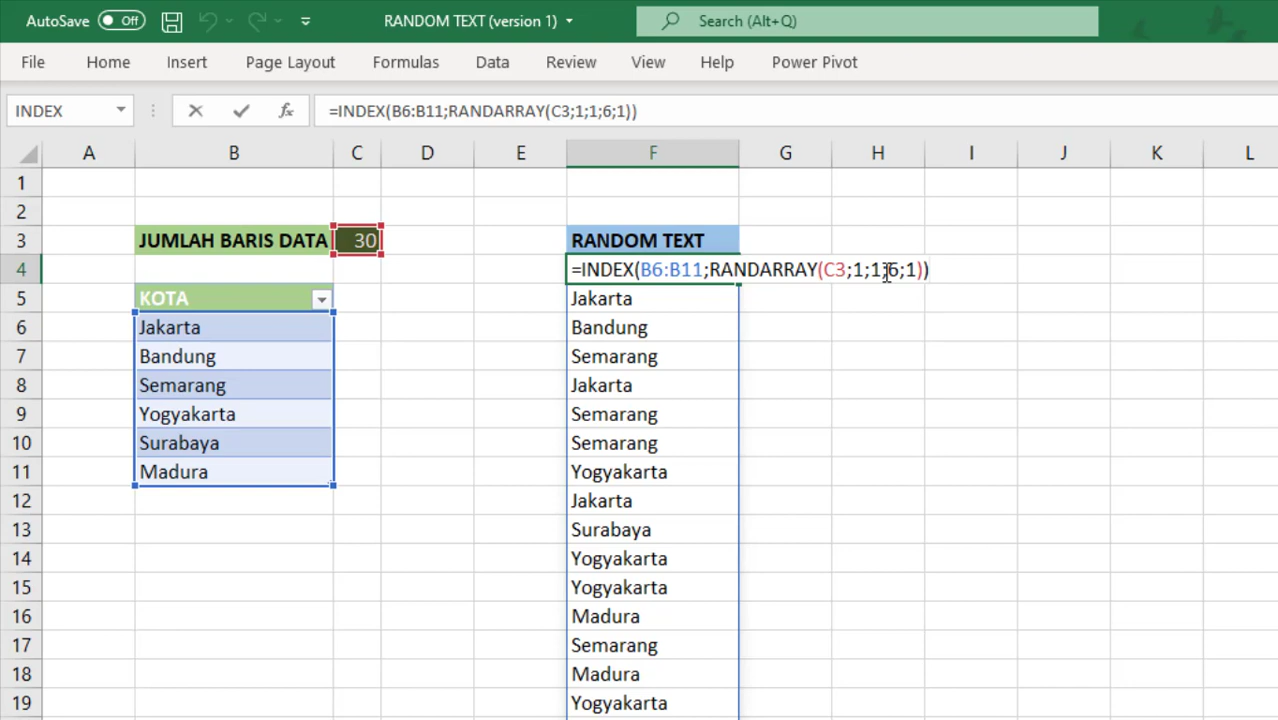 AutoSave Off RANDOM TEXT (version 1) Search (Alt+Q)
File Home Insert Page Layout Formulas Data Review View Help Power Pivot
INDEX fx =INDEX(B6:B11;RANDARRAY(C3;1;1;6;1))
A B C D E F G H I J K L
1
2
3 JUMLAH BARIS DATA 30 RANDOM TEXT
4 =INDEX(B6:B11;RANDARRAY(C3;1;1;6;1))
5 KOTA Jakarta
6 Jakarta Bandung
7 Bandung Semarang
8 Semarang Jakarta
9 Yogyakarta Semarang
10 Surabaya Semarang
11 Madura Yogyakarta
12 Jakarta
13 Surabaya
14 Yogyakarta
15 Yogyakarta
16 Madura
17 Semarang
18 Madura
19 Yogyakarta